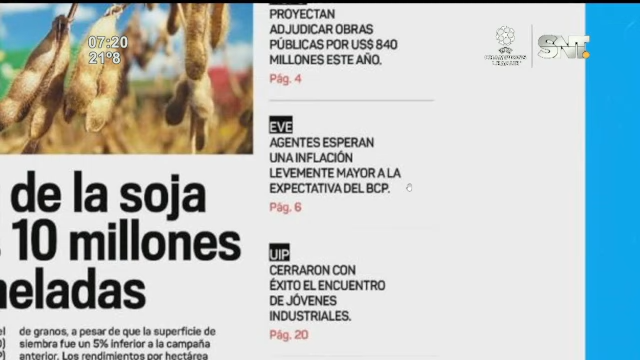 07:20
21°8
CHAMPIONS
LEAGUE
SNT
PROYECTAN
ADJUDICAR OBRAS
PÚBLICAS POR US$ 840
MILLONES ESTE AÑO.
Pág. 4
EVE
AGENTES ESPERAN
UNA INFLACIÓN
LEVEMENTE MAYOR A LA
EXPECTATIVA DEL BCP.
Pág. 6
UIP
CERRARON CON
ÉXITO EL ENCUENTRO
DE JÓVENES
INDUSTRIALES.
Pág. 20
de la soja
10 millones
neladas
de granos, a pesar de que la superficie de
siembra fue un 5% inferior a la campaña
anterior. Los rendimientos por hectárea